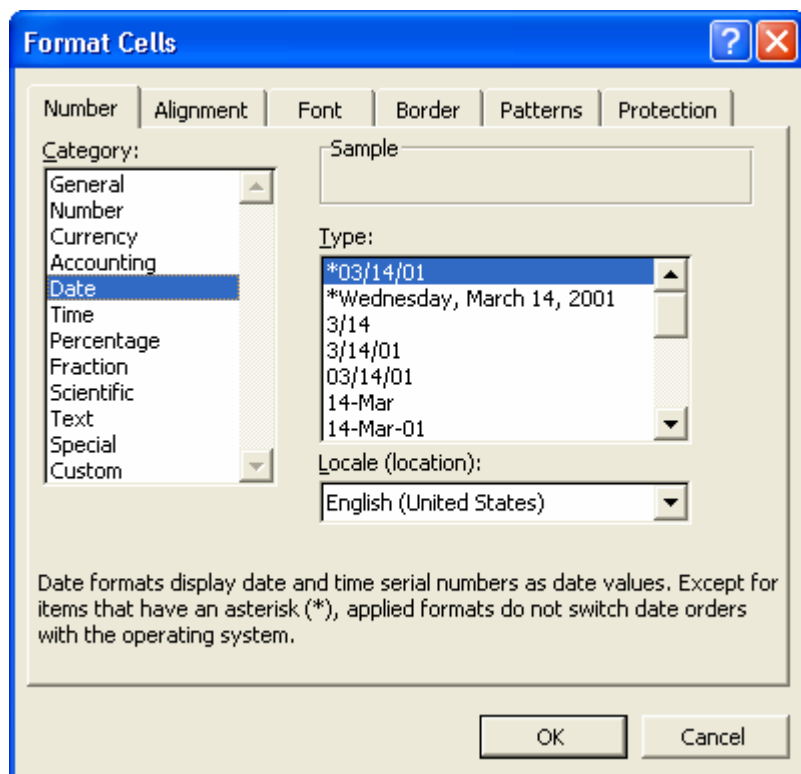 Format Cells
Number Alignment Font Border Patterns Protection
Category:
General
Number
Currency
Accounting
Date
Time
Percentage
Fraction
Scientific
Text
Special
Custom
Sample
Type:
*03/14/01
*Wednesday, March 14, 2001
3/14
3/14/01
03/14/01
14-Mar
14-Mar-01
Locale (location):
English (United States)
Date formats display date and time serial numbers as date values. Except for
items that have an asterisk (*), applied formats do not switch date orders
with the operating system.
OK Cancel